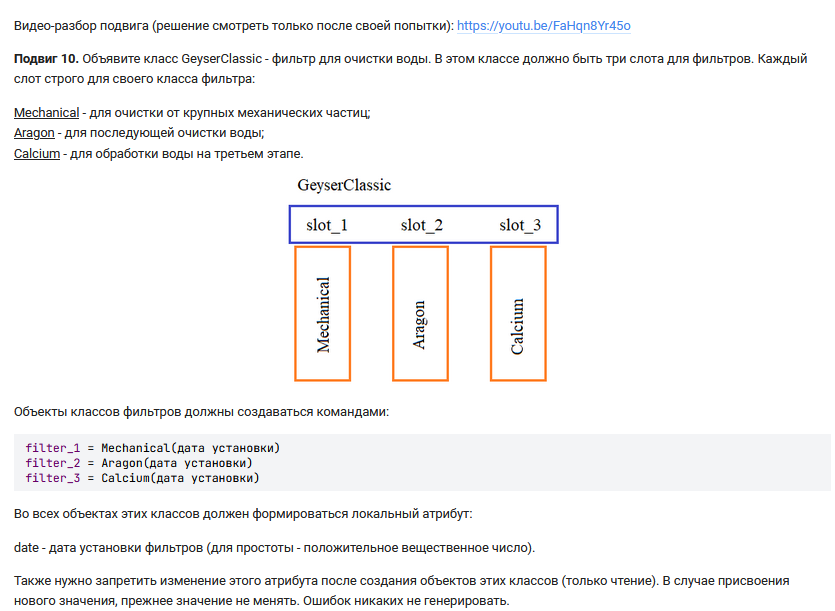 Видео-разбор подвига (решение смотреть только после своей попытки): https://youtu.be/FaHqn8Yr45o
Подвиг 10. Объявите класс GeyserClassic - фильтр для очистки воды. В этом классе должно быть три слота для фильтров. Каждый
слот строго для своего класса фильтра:
Mechanical - для очистки от крупных механических частиц;
Aragon - для последующей очистки воды;
Calcium - для обработки воды на третьем этапе.
GeyserClassic
slot_1 slot_2 slot_3
Mechanical Aragon Calcium
Объекты классов фильтров должны создаваться командами:
filter_1 = Mechanical(дата установки)
filter_2 = Aragon(дата установки)
filter_3 = Calcium(дата установки)
Во всех объектах этих классов должен формироваться локальный атрибут:
date - дата установки фильтров (для простоты - положительное вещественное число).
Также нужно запретить изменение этого атрибута после создания объектов этих классов (только чтение). В случае присвоения
нового значения, прежнее значение не менять. Ошибок никаких не генерировать.